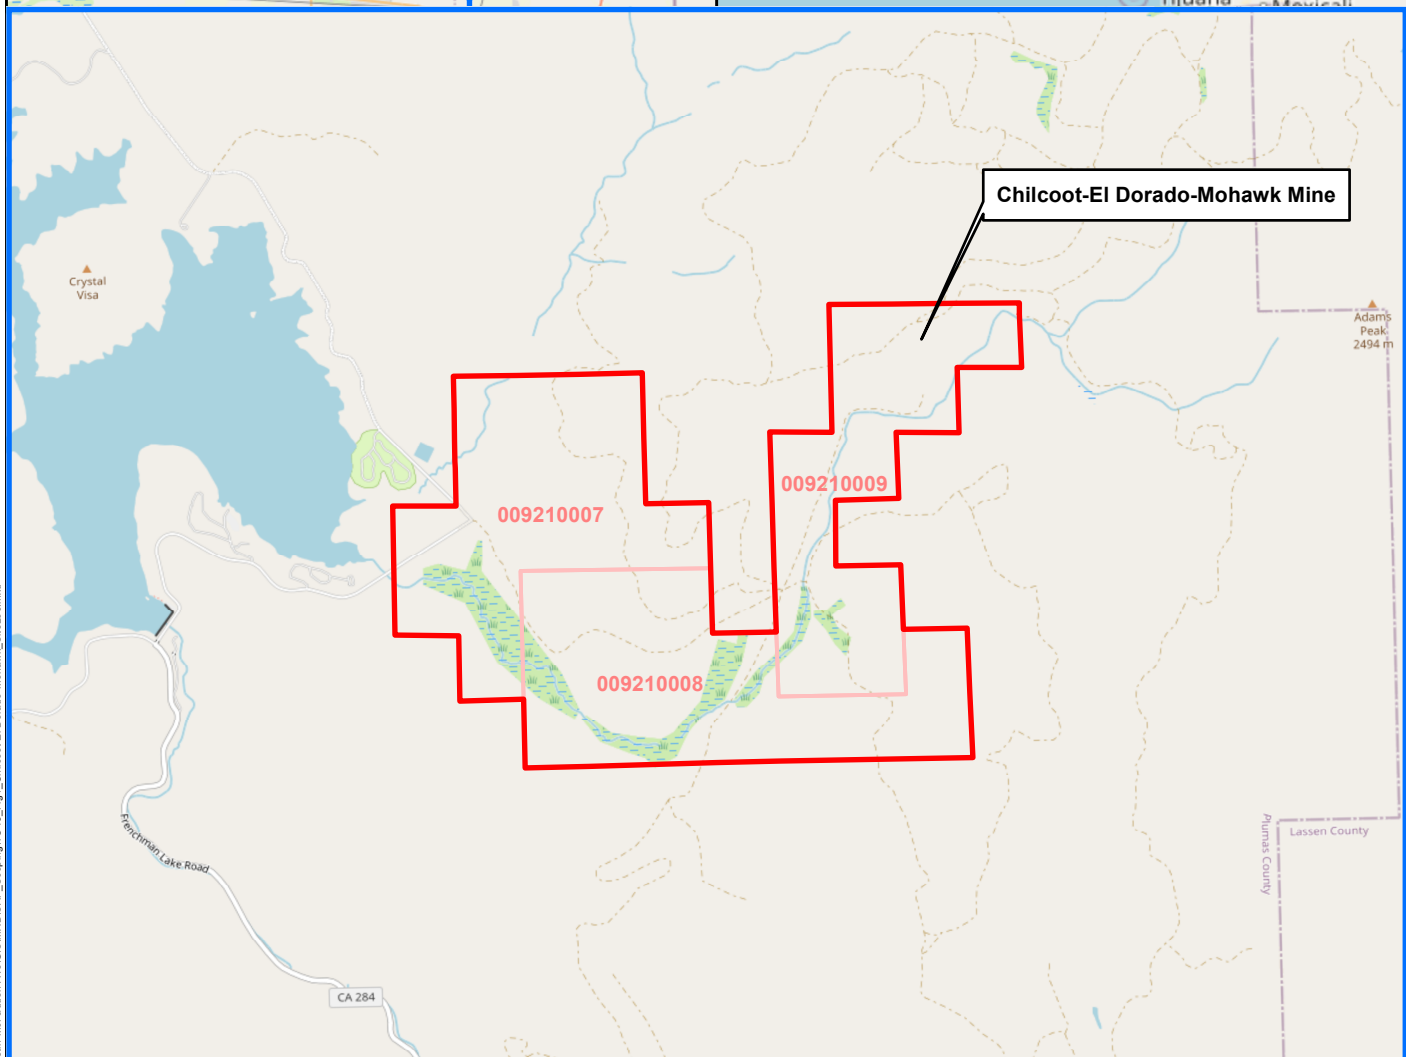 Chilcoot-El Dorado-Mohawk Mine
Crystal
Visa
Adams
Peak
2494 m
009210009
009210007
009210008
Frenchman Lake Road
Plumas County
Lassen County
CA 284